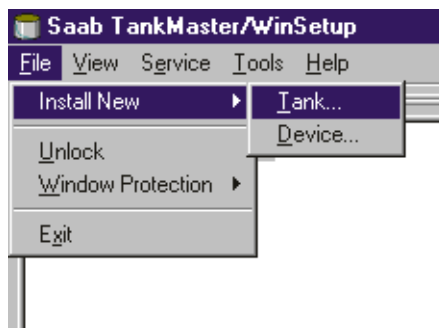 Saab TankMaster/WinSetup
File View Service Tools Help
Install New
Tank...
Device...
Unlock
Window Protection
Exit